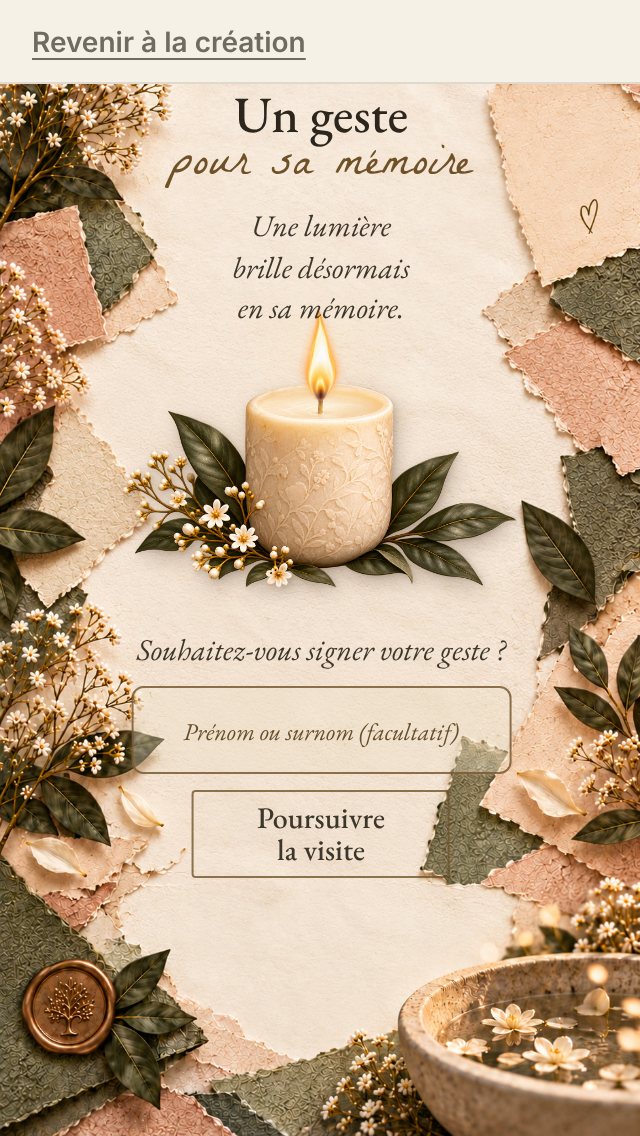 Revenir à la création
Un geste
pour sa mémoire
Une lumière
brille désormais
en sa mémoire.
Souhaitez-vous signer votre geste ?
Prénom ou surnom (facultatif)
Poursuivre
la visite